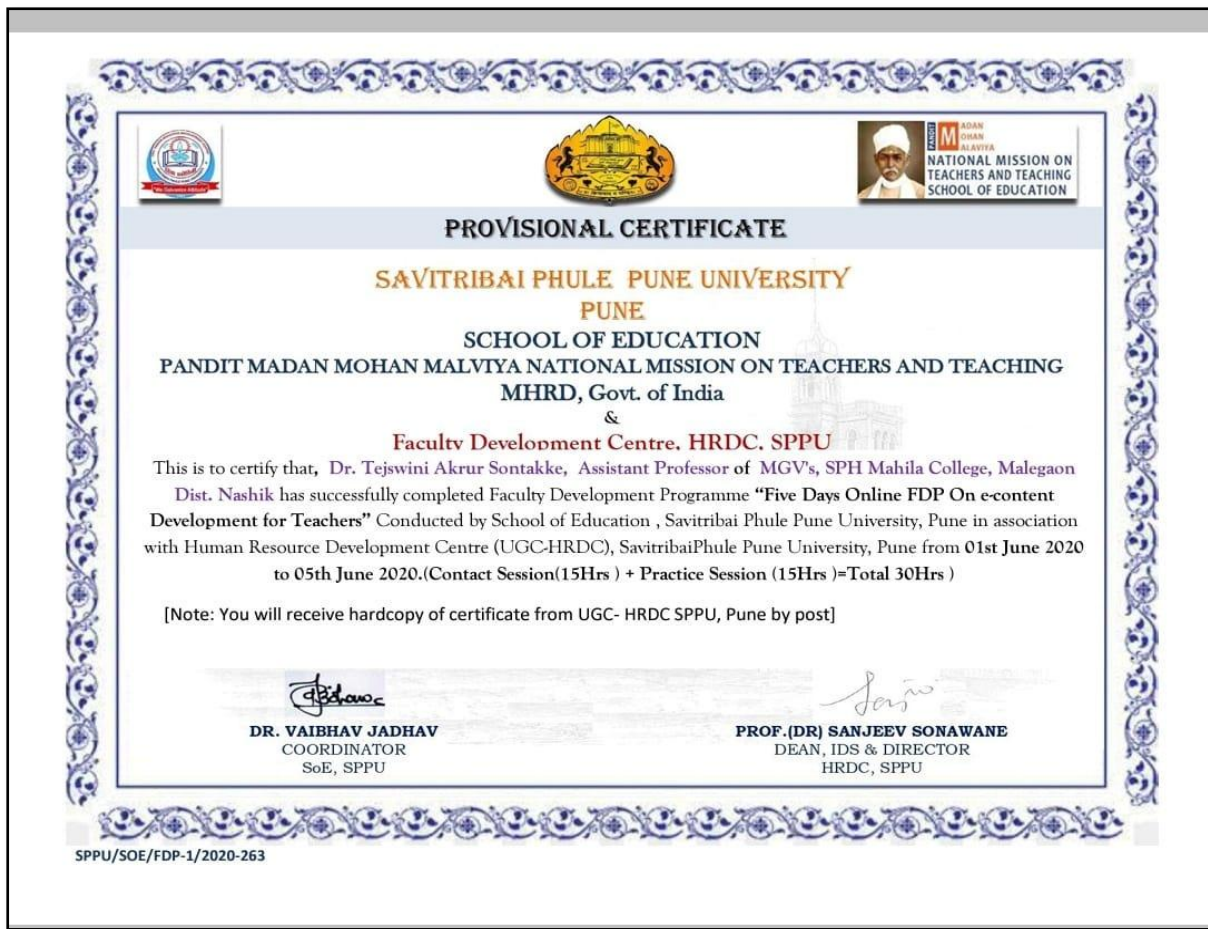 "We Generates Attitude"
PANDIT MADAN
MOHAN
ALAVIYA
NATIONAL MISSION ON
TEACHERS AND TEACHING
SCHOOL OF EDUCATION
PROVISIONAL CERTIFICATE
SAVITRIBAI PHULE PUNE UNIVERSITY
PUNE
SCHOOL OF EDUCATION
PANDIT MADAN MOHAN MALVIYA NATIONAL MISSION ON TEACHERS AND TEACHING
MHRD, Govt. of India
&
Faculty Development Centre, HRDC, SPPU
This is to certify that, Dr. Tejswini Akrur Sontakke, Assistant Professor of MGV's, SPH Mahila College, Malegaon
Dist. Nashik has successfully completed Faculty Development Programme “Five Days Online FDP On e-content
Development for Teachers” Conducted by School of Education , Savitribai Phule Pune University, Pune in association
with Human Resource Development Centre (UGC-HRDC), SavitribaiPhule Pune University, Pune from 01st June 2020
to 05th June 2020.(Contact Session(15Hrs ) + Practice Session (15Hrs )=Total 30Hrs )
[Note: You will receive hardcopy of certificate from UGC- HRDC SPPU, Pune by post]
DR. VAIBHAV JADHAV
COORDINATOR
SoE, SPPU
PROF.(DR) SANJEEV SONAWANE
DEAN, IDS & DIRECTOR
HRDC, SPPU
SPPU/SOE/FDP-1/2020-263